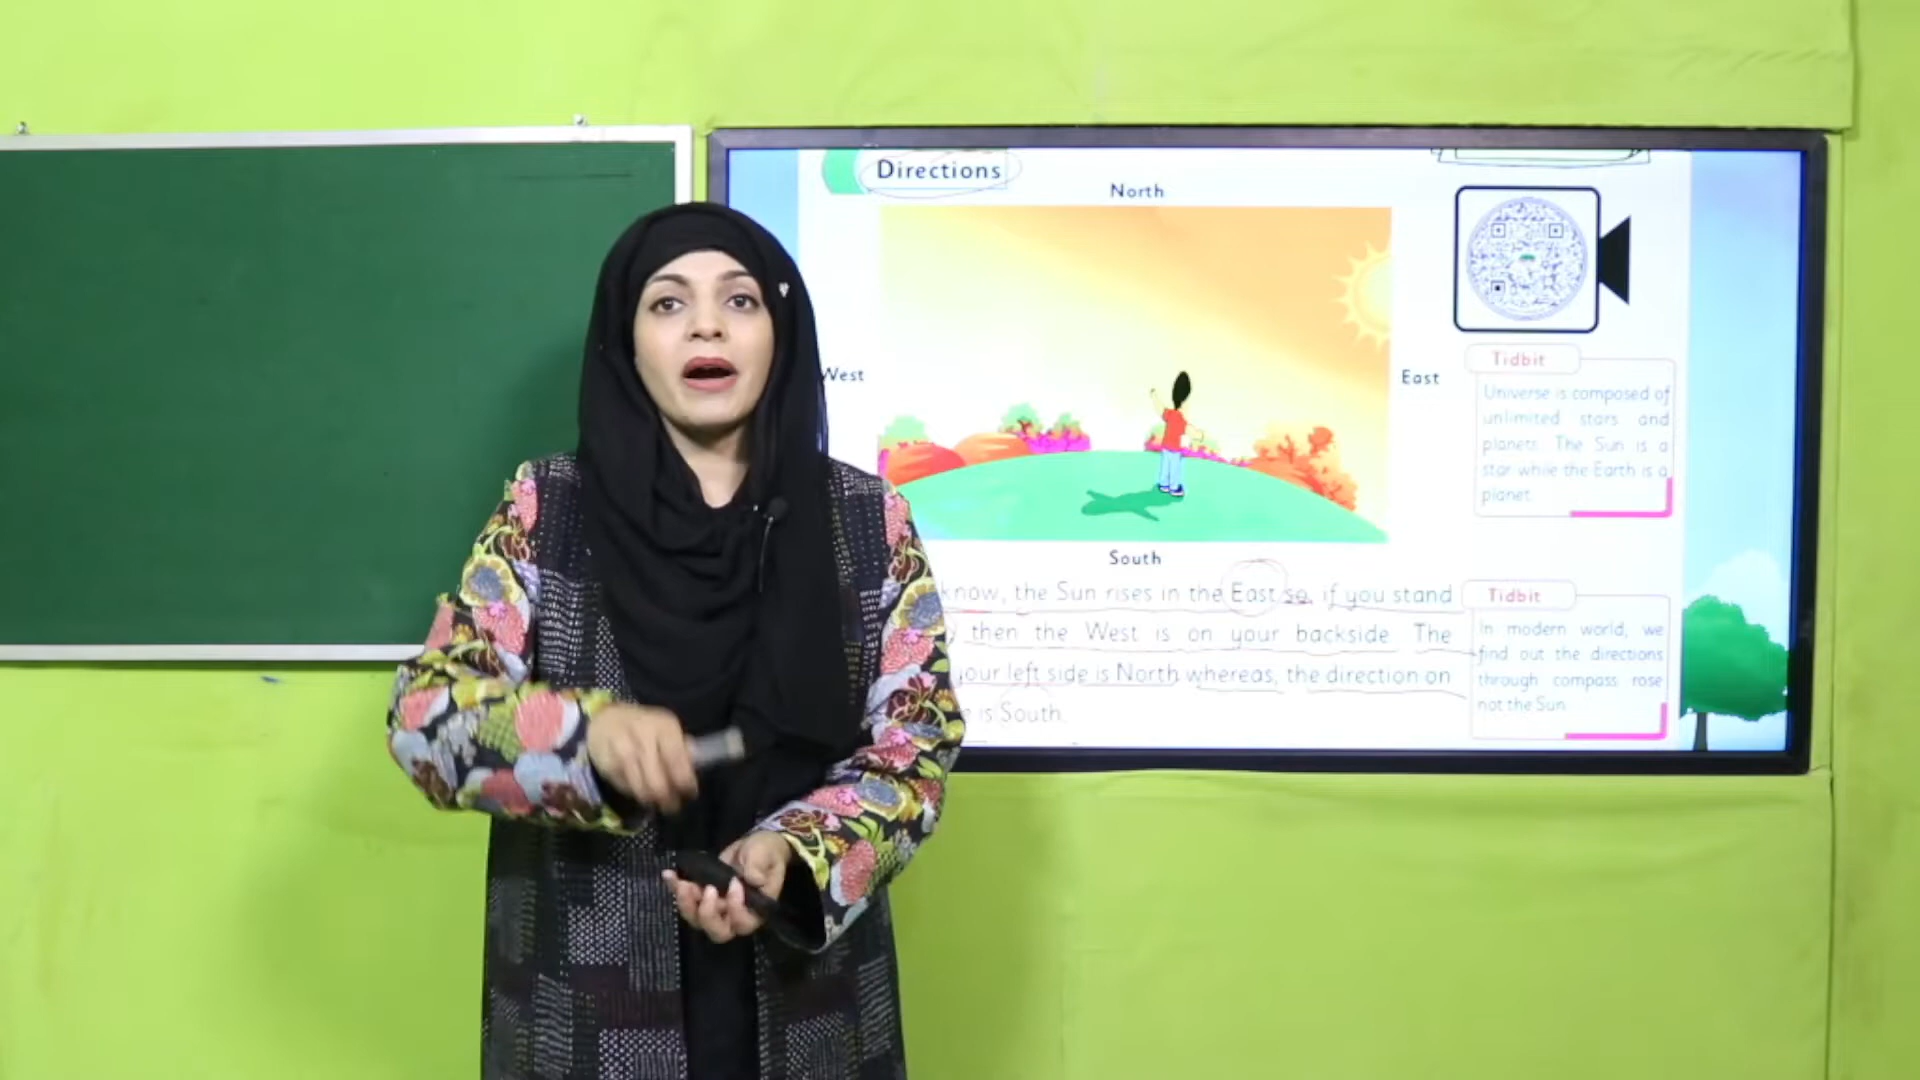 Directions
North
West
East
South
know, the Sun rises in the East so, if you stand
then the West is on your backside. The
your left side is North whereas, the direction on
is South.
Tidbit
Universe is composed of
unlimited stars and
planets. The Sun is a
star while the Earth is a
planet.
Tidbit
In modern world, we
find out the directions
through compass rose
not the Sun.